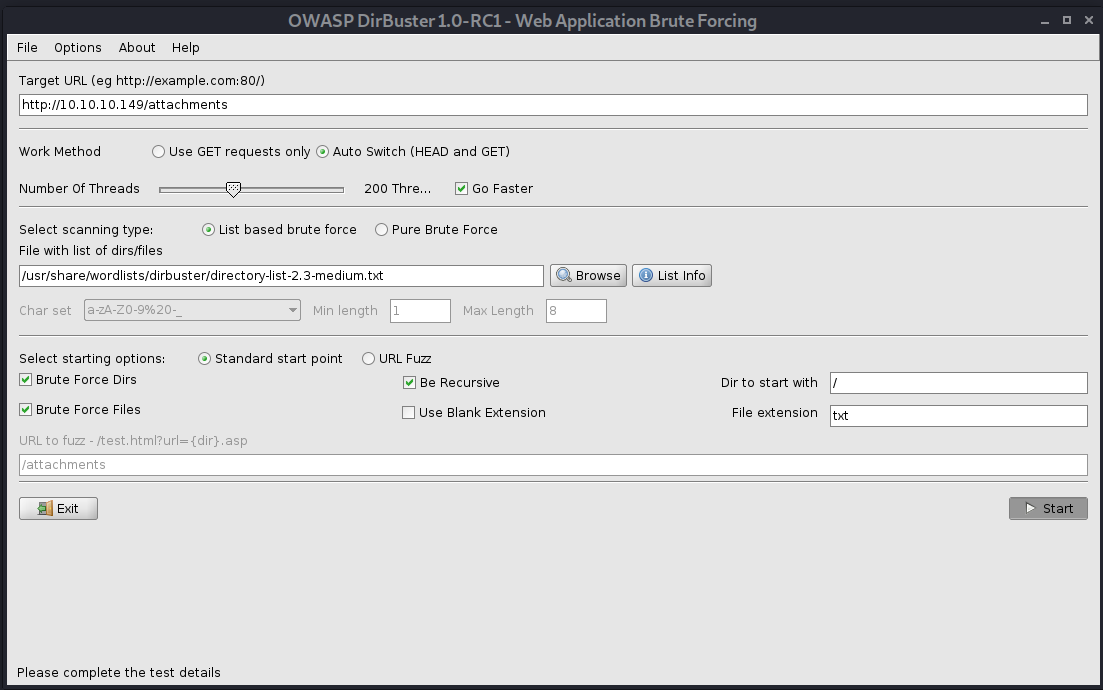 OWASP DirBuster 1.0-RC1 - Web Application Brute Forcing
File Options About Help
Target URL (eg http://example.com:80/)
http://10.10.10.149/attachments
Work Method Use GET requests only Auto Switch (HEAD and GET)
Number Of Threads 200 Thre... Go Faster
Select scanning type: List based brute force Pure Brute Force
File with list of dirs/files
/usr/share/wordlists/dirbuster/directory-list-2.3-medium.txt Browse List Info
Char set a-zA-Z0-9%20-_ Min length 1 Max Length 8
Select starting options: Standard start point URL Fuzz
Brute Force Dirs Be Recursive Dir to start with /
Brute Force Files Use Blank Extension File extension txt
URL to fuzz - /test.html?url={dir}.asp
/attachments
Exit Start
Please complete the test details